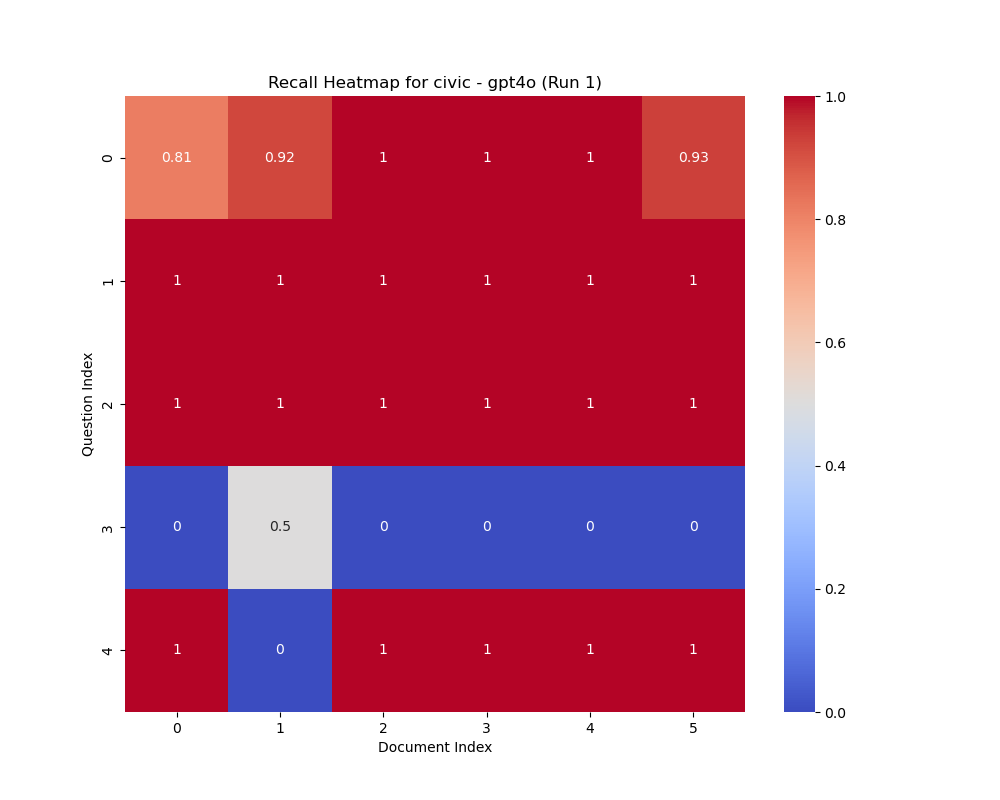 Recall Heatmap for civic - gpt4o (Run 1)
1.0
0 0.81 0.92 1 1 1 0.93
0.8
1 1 1 1 1 1 1
0.6
Question Index
2 1 1 1 1 1 1
0.4
3 0 0.5 0 0 0 0
0.2
4 1 0 1 1 1 1
0.0
0 1 2 3 4 5
Document Index